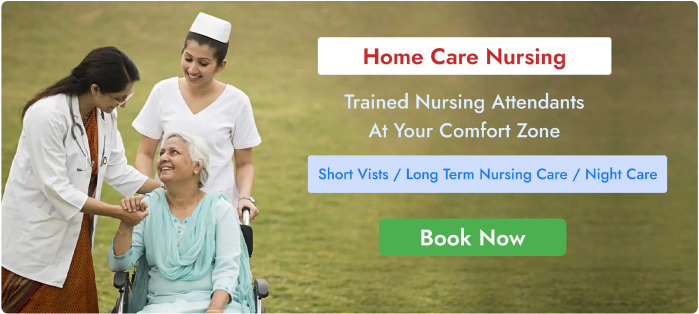 Home Care Nursing
Trained Nursing Attendants
At Your Comfort Zone
Short Vists / Long Term Nursing Care / Night Care
Book Now